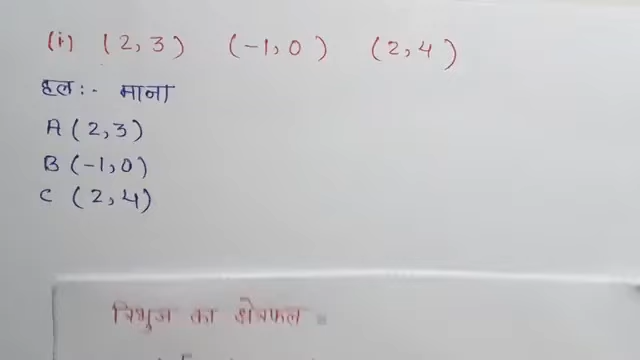 (i) (2,3) (-1,0) (2,4)
हल :- माना
A (2,3)
B (-1,0)
C (2,4)
त्रिभुज का क्षेत्रफल =